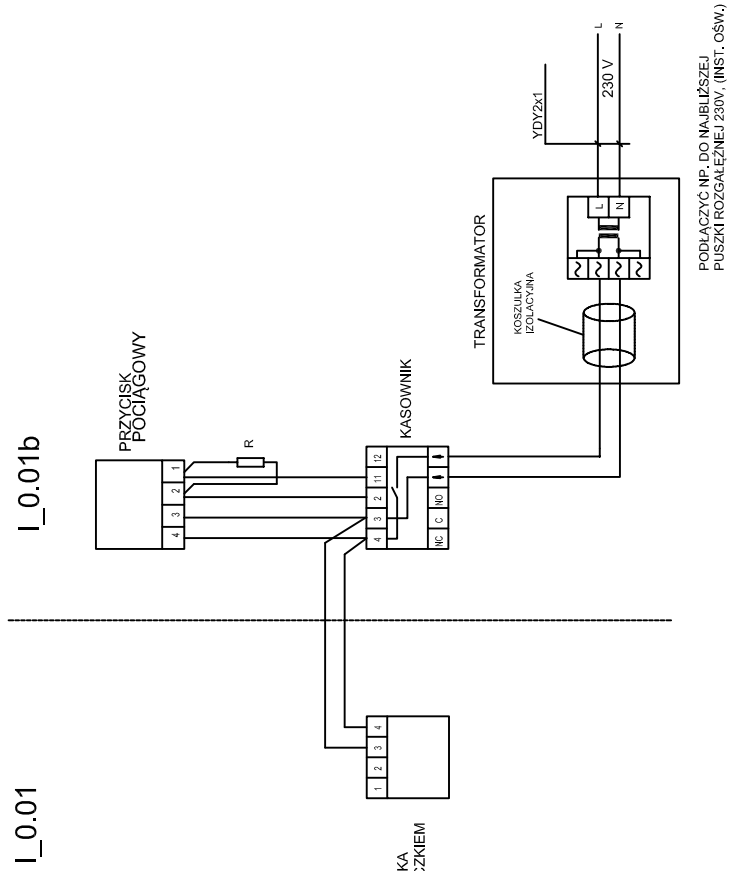 I_0.01b
PRZYCISK
POCIĄGOWY
1
2
3
4
R
KASOWNIK
12
11
2
3
4
NO
C
NC
TRANSFORMATOR
KOSZULKA
IZOLACYJNA
L
N
YDY2x1
230 V
L
N
PODŁĄCZYĆ NP. DO NAJBLIŻSZEJ
PUSZKI ROZGAŁĘŹNEJ 230V, (INST. OŚW.)
I_0.01
4
3
2
1
KA
CZKIEM